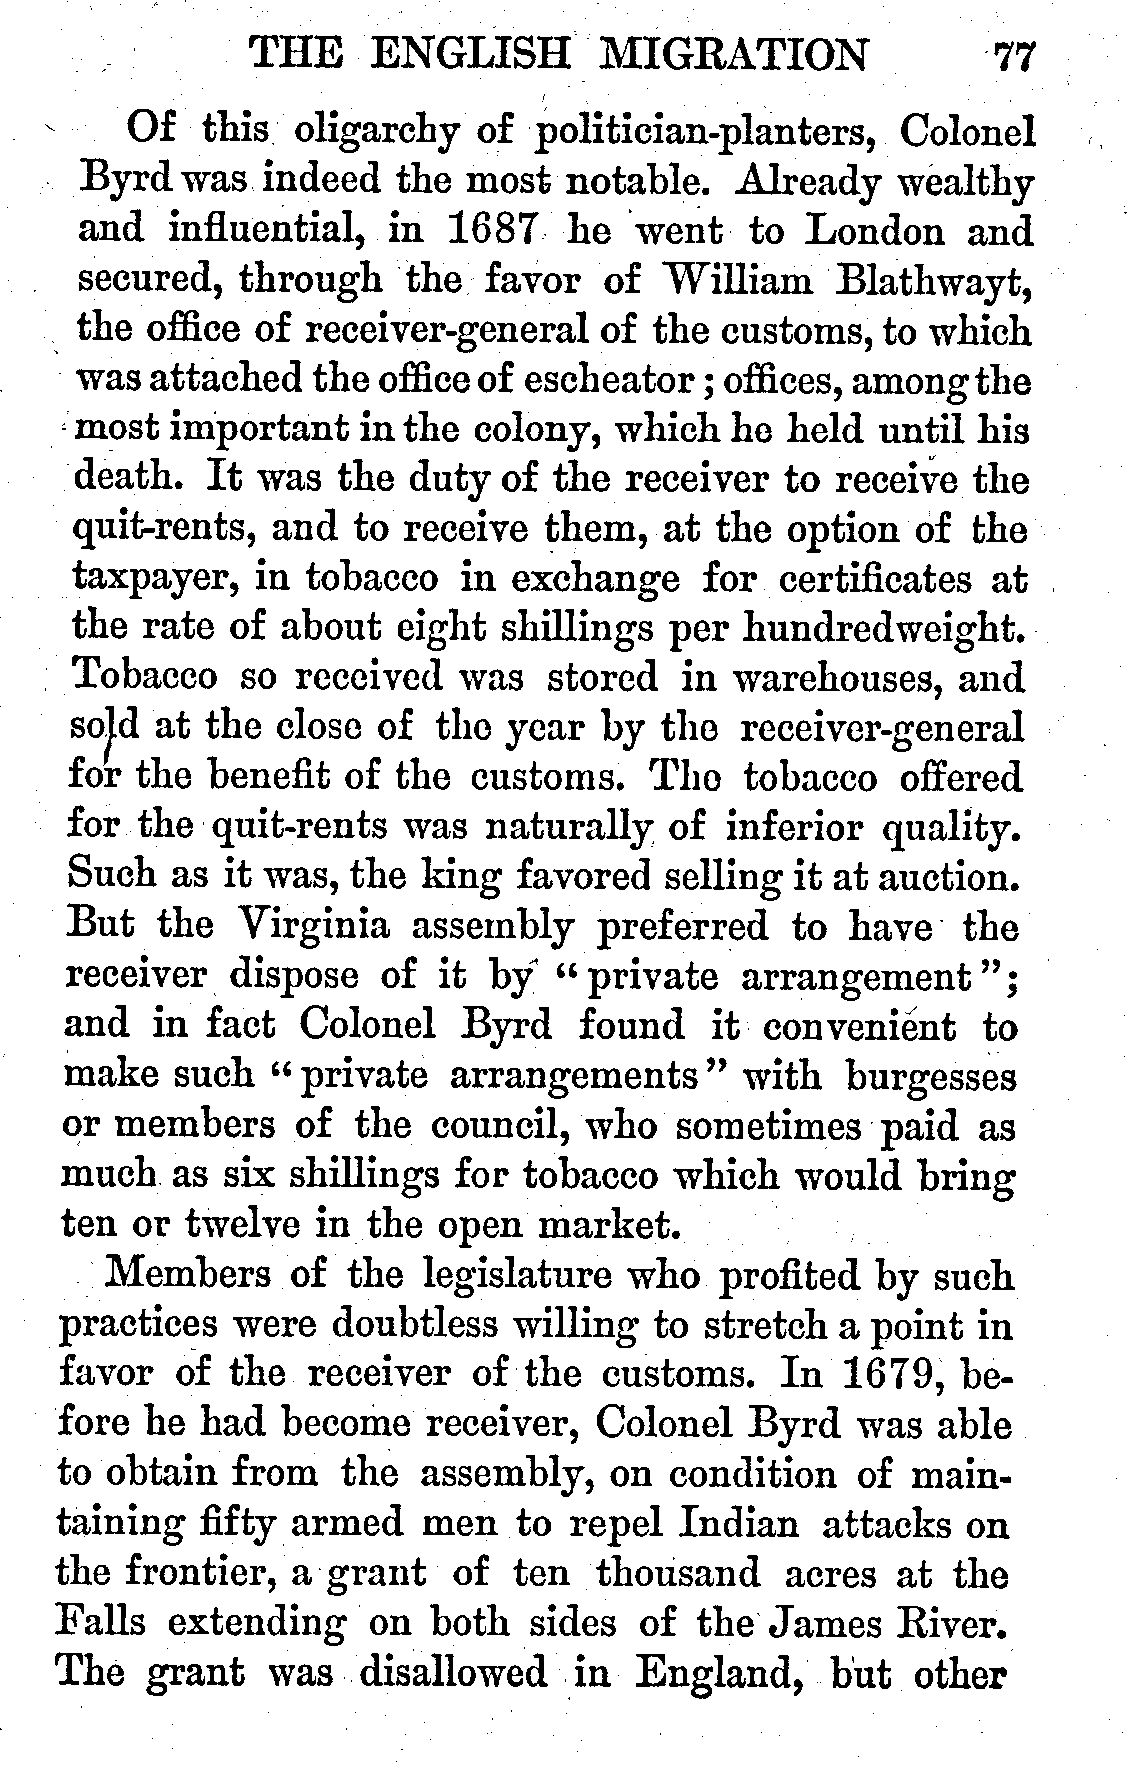 THE ENGLISH MIGRATION 77
Of this oligarchy of politician-planters, Colonel
Byrd was indeed the most notable. Already wealthy
and influential, in 1687 he went to London and
secured, through the favor of William Blathwayt,
the office of receiver-general of the customs, to which
was attached the office of escheator; offices, among the
most important in the colony, which he held until his
death. It was the duty of the receiver to receive the
quit-rents, and to receive them, at the option of the
taxpayer, in tobacco in exchange for certificates at
the rate of about eight shillings per hundredweight.
Tobacco so received was stored in warehouses, and
sold at the close of the year by the receiver-general
for the benefit of the customs. The tobacco offered
for the quit-rents was naturally of inferior quality.
Such as it was, the king favored selling it at auction.
But the Virginia assembly preferred to have the
receiver dispose of it by "private arrangement";
and in fact Colonel Byrd found it convenient to
make such "private arrangements" with burgesses
or members of the council, who sometimes paid as
much as six shillings for tobacco which would bring
ten or twelve in the open market.
Members of the legislature who profited by such
practices were doubtless willing to stretch a point in
favor of the receiver of the customs. In 1679, be-
fore he had become receiver, Colonel Byrd was able
to obtain from the assembly, on condition of main-
taining fifty armed men to repel Indian attacks on
the frontier, a grant of ten thousand acres at the
Falls extending on both sides of the James River.
The grant was disallowed in England, but other